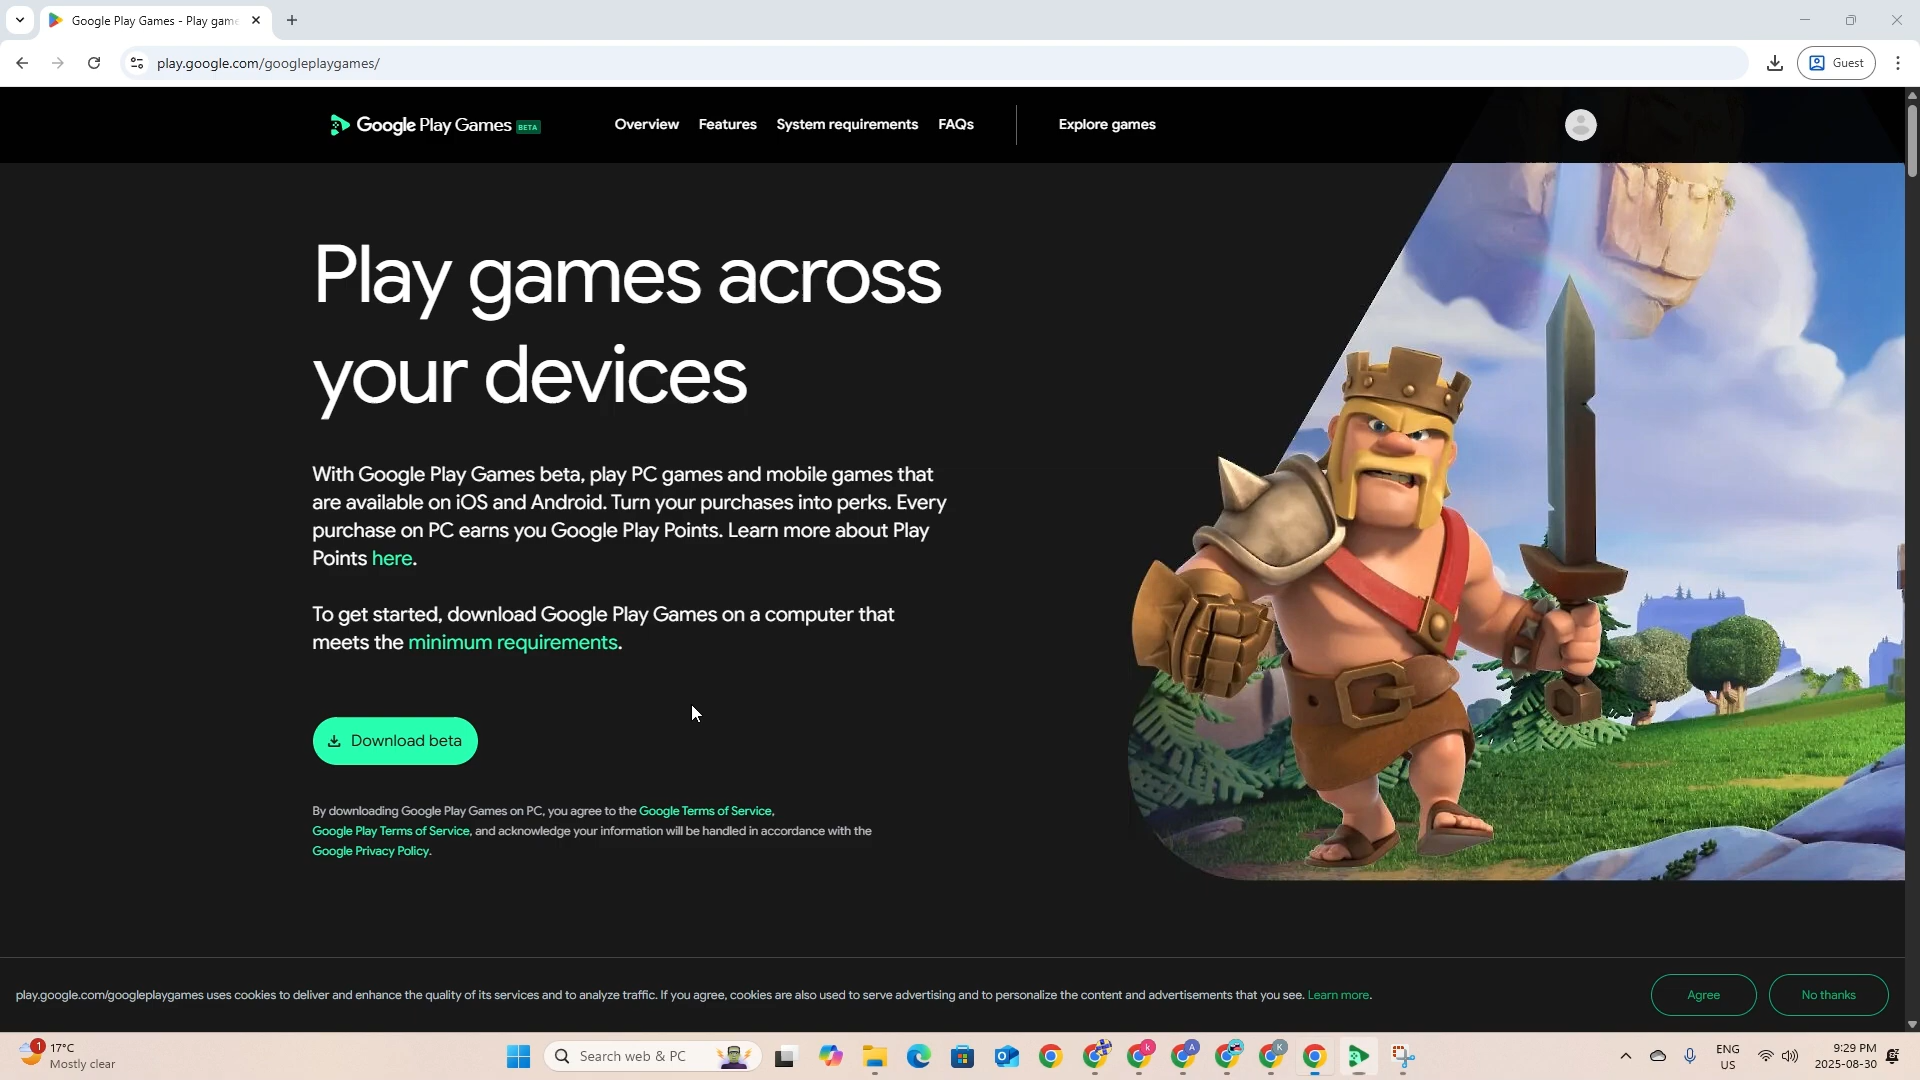 Google Play Games - Play game
play.google.com/googleplaygames/
Guest
Google Play Games BETA
Overview
Features
System requirements
FAQs
Explore games
Play games across
your devices
With Google Play Games beta, play PC games and mobile games that
are available on iOS and Android. Turn your purchases into perks. Every
purchase on PC earns you Google Play Points. Learn more about Play
Points here.
To get started, download Google Play Games on a computer that
meets the minimum requirements.
Download beta
By downloading Google Play Games on PC, you agree to the Google Terms of Service,
Google Play Terms of Service, and acknowledge your information will be handled in accordance with the
Google Privacy Policy.
play.google.com/googleplaygames uses cookies to deliver and enhance the quality of its services and to analyze traffic. If you agree, cookies are also used to serve advertising and to personalize the content and advertisements that you see. Learn more.
Agree
No thanks
1
17°C
Mostly clear
Search web & PC
k
A
K
ENG
US
9:29 PM
2025-08-30